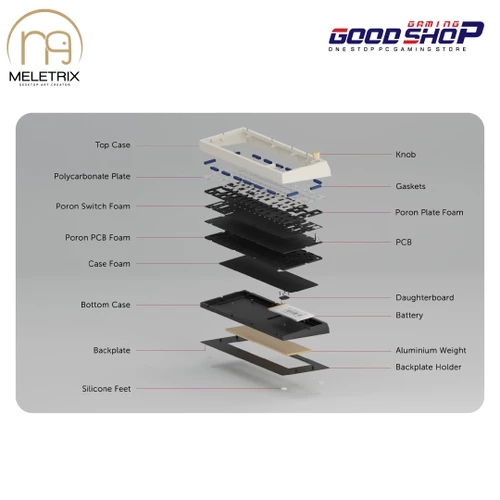 MELETRIX
DESKTOP ART CREATOR
GAMING
GOODSHOP
ONE STOP PC GAMING STORE
Top Case
Knob
Polycarbonate Plate
Gaskets
Poron Switch Foam
Poron Plate Foam
Poron PCB Foam
PCB
Case Foam
Daughterboard
Bottom Case
Battery
Backplate
Aluminium Weight
Backplate Holder
Silicone Feet